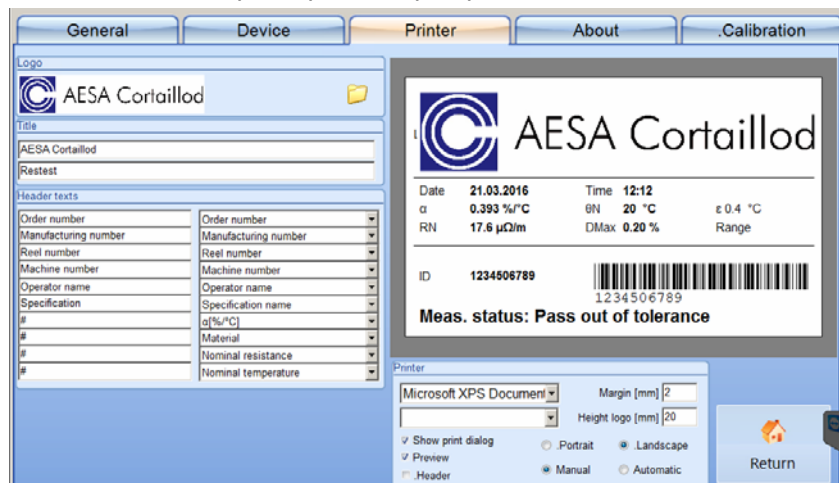 General Device Printer About .Calibration
Logo
AESA Cortaillod
Title
AESA Cortaillod
Restest
Header texts
Order number Order number
Manufacturing number Manufacturing number
Reel number Reel number
Machine number Machine number
Operator name Operator name
Specification Specification name
# α[%/°C]
# Material
# Nominal resistance
# Nominal temperature
AESA Cortaillod
Date 21.03.2016 Time 12:12
α 0.393 %/°C θN 20 °C ε 0.4 °C
RN 17.6 µΩ/m DMax 0.20 % Range
ID 1234506789
1234506789
Meas. status: Pass out of tolerance
Printer
Microsoft XPS Document Margin [mm] 2
Height logo [mm] 20
Show print dialog .Portrait .Landscape
Preview
.Header Manual Automatic
Return